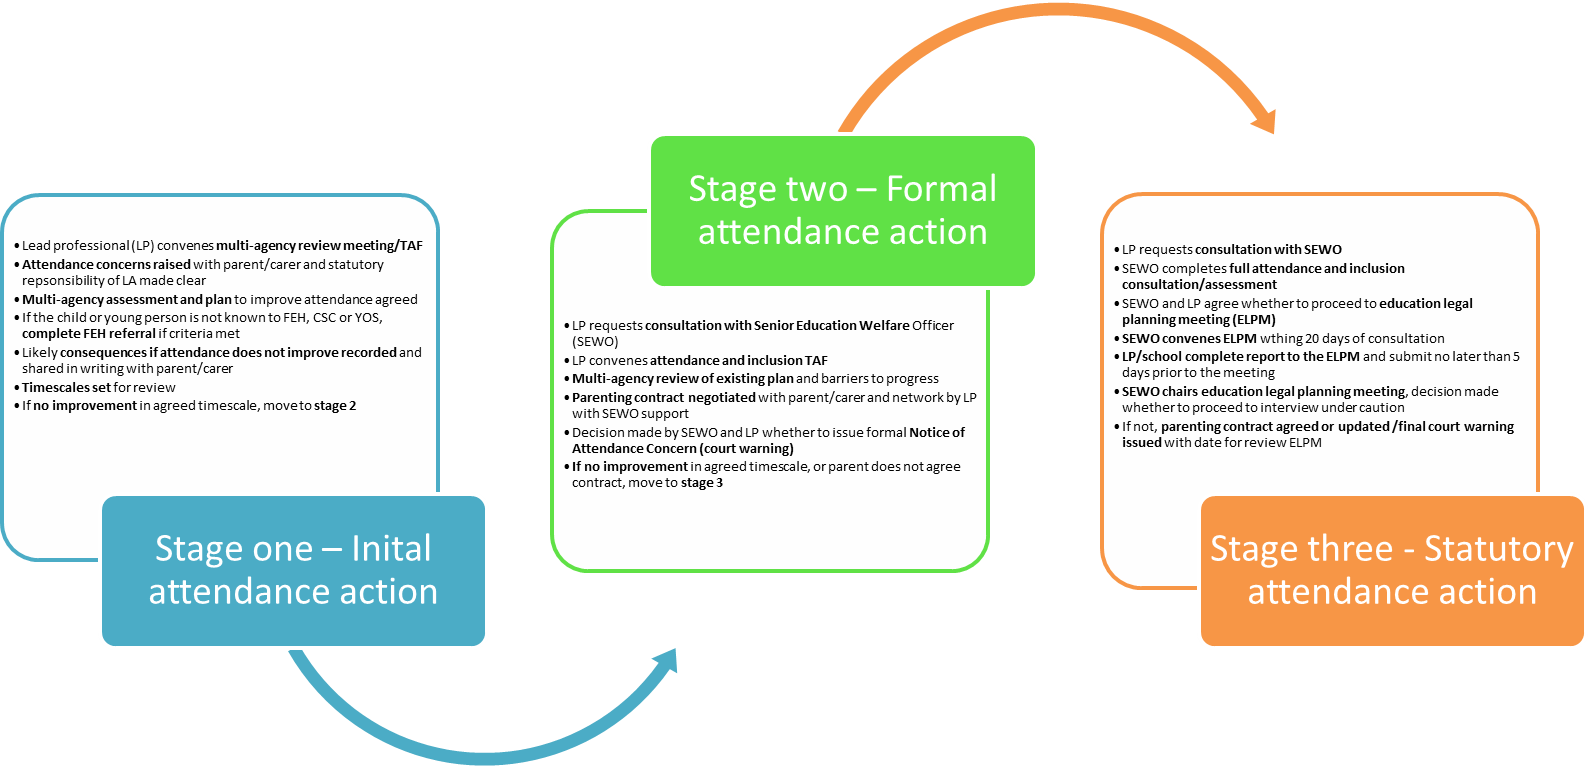 • Lead professional (LP) convenes multi-agency review meeting/TAF
• Attendance concerns raised with parent/carer and statutory
repsonsibility of LA made clear
• Multi-agency assessment and plan to improve attendance agreed
• If the child or young person is not known to FEH, CSC or YOS,
complete FEH referral if criteria met
• Likely consequences if attendance does not improve recorded and
shared in writing with parent/carer
• Timescales set for review
• If no improvement in agreed timescale, move to stage 2
Stage one – Inital
attendance action
Stage two – Formal
attendance action
• LP requests consultation with Senior Education Welfare Officer
(SEWO)
• LP convenes attendance and inclusion TAF
• Multi-agency review of existing plan and barriers to progress
• Parenting contract negotiated with parent/carer and network by LP
with SEWO support
• Decision made by SEWO and LP whether to issue formal Notice of
Attendance Concern (court warning)
• If no improvement in agreed timescale, or parent does not agree
contract, move to stage 3
• LP requests consultation with SEWO
• SEWO completes full attendance and inclusion
consultation/assessment
• SEWO and LP agree whether to proceed to education legal
planning meeting (ELPM)
• SEWO convenes ELPM wthing 20 days of consultation
• LP/school complete report to the ELPM and submit no later than 5
days prior to the meeting
• SEWO chairs education legal planning meeting, decision made
whether to proceed to interview under caution
• If not, parenting contract agreed or updated/final court warning
issued with date for review ELPM
Stage three - Statutory
attendance action